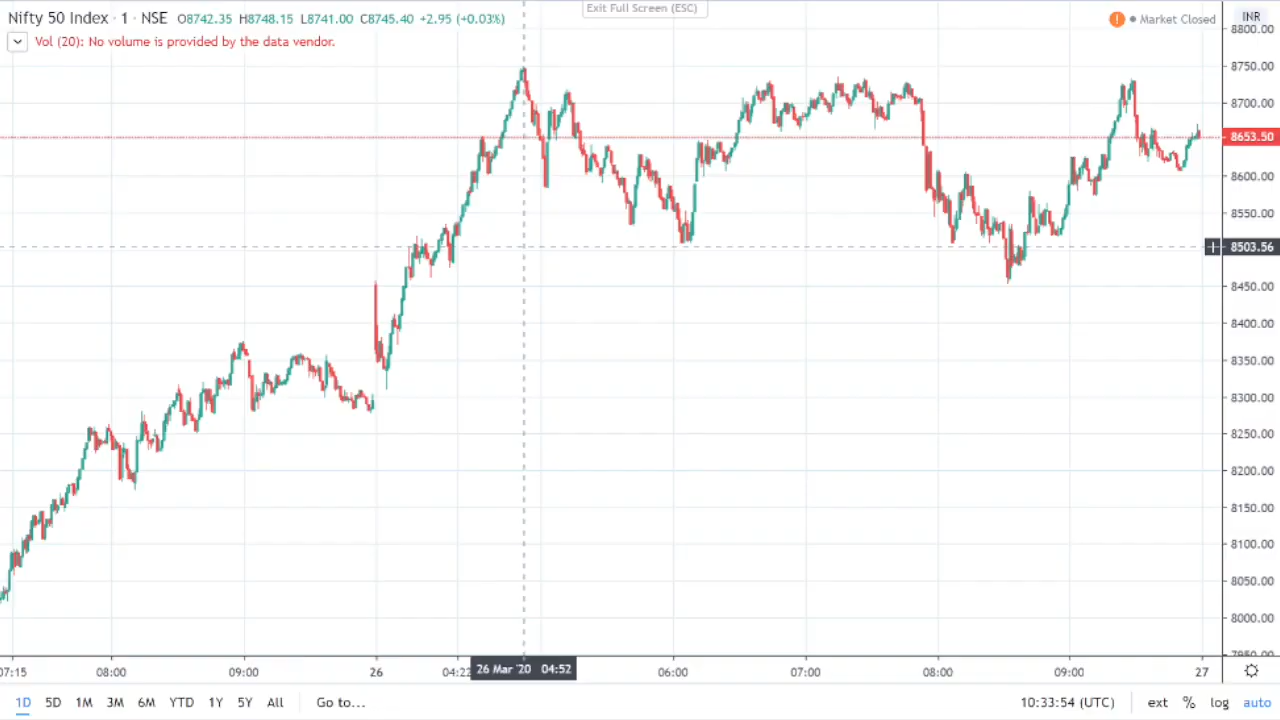 Exit Full Screen (ESC)
Nifty 50 Index · 1 · NSE O8742.35 H8748.15 L8741.00 C8745.40 +2.95 (+0.03%)
Market Closed
INR
Vol (20): No volume is provided by the data vendor.
8800.00
8750.00
8700.00
8653.50
8600.00
8550.00
8503.56
8450.00
8400.00
8350.00
8300.00
8250.00
8200.00
8150.00
8100.00
8050.00
8000.00
7950.00
07:15 08:00 09:00 26 04:22 26 Mar '20 04:52 06:00 07:00 08:00 09:00 27
1D 5D 1M 3M 6M YTD 1Y 5Y All Go to... 10:33:54 (UTC) ext % log auto